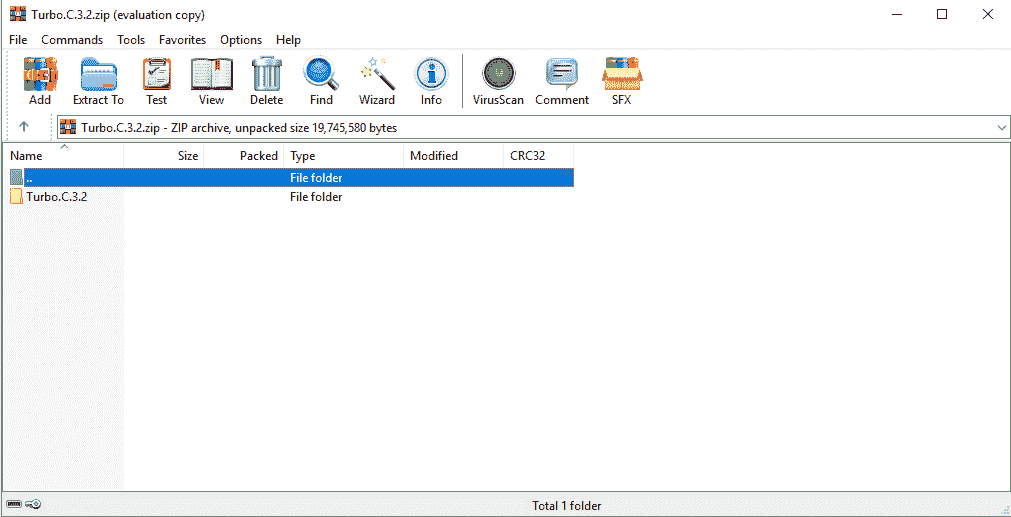 Turbo.C.3.2.zip (evaluation copy)
File Commands Tools Favorites Options Help
Add Extract To Test View Delete Find Wizard Info VirusScan Comment SFX
Turbo.C.3.2.zip - ZIP archive, unpacked size 19,745,580 bytes
Name Size Packed Type Modified CRC32
.. File folder
Turbo.C.3.2 File folder
Total 1 folder